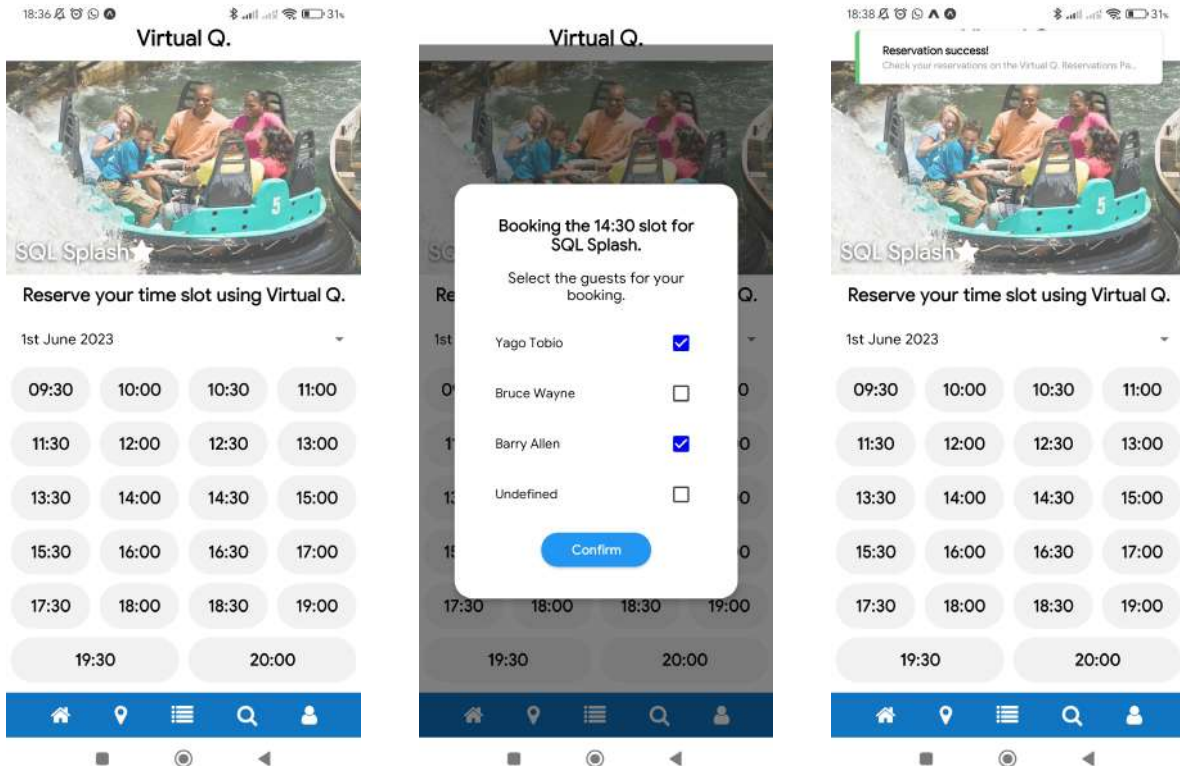 18:36
31%
Virtual Q.
5
SQL Splash
Reserve your time slot using Virtual Q.
1st June 2023
09:30 10:00 10:30 11:00
11:30 12:00 12:30 13:00
13:30 14:00 14:30 15:00
15:30 16:00 16:30 17:00
17:30 18:00 18:30 19:00
19:30 20:00
Virtual Q.
Booking the 14:30 slot for
SQL Splash.
Select the guests for your
booking.
Yago Tobio
Bruce Wayne
Barry Allen
Undefined
Confirm
Re
Q.
1st
17:30 18:00 18:30 19:00
19:30 20:00
18:38
31%
Reservation success!
Check your reservations on the Virtual Q. Reservations Pa...
5
SQL Splash
Reserve your time slot using Virtual Q.
1st June 2023
09:30 10:00 10:30 11:00
11:30 12:00 12:30 13:00
13:30 14:00 14:30 15:00
15:30 16:00 16:30 17:00
17:30 18:00 18:30 19:00
19:30 20:00